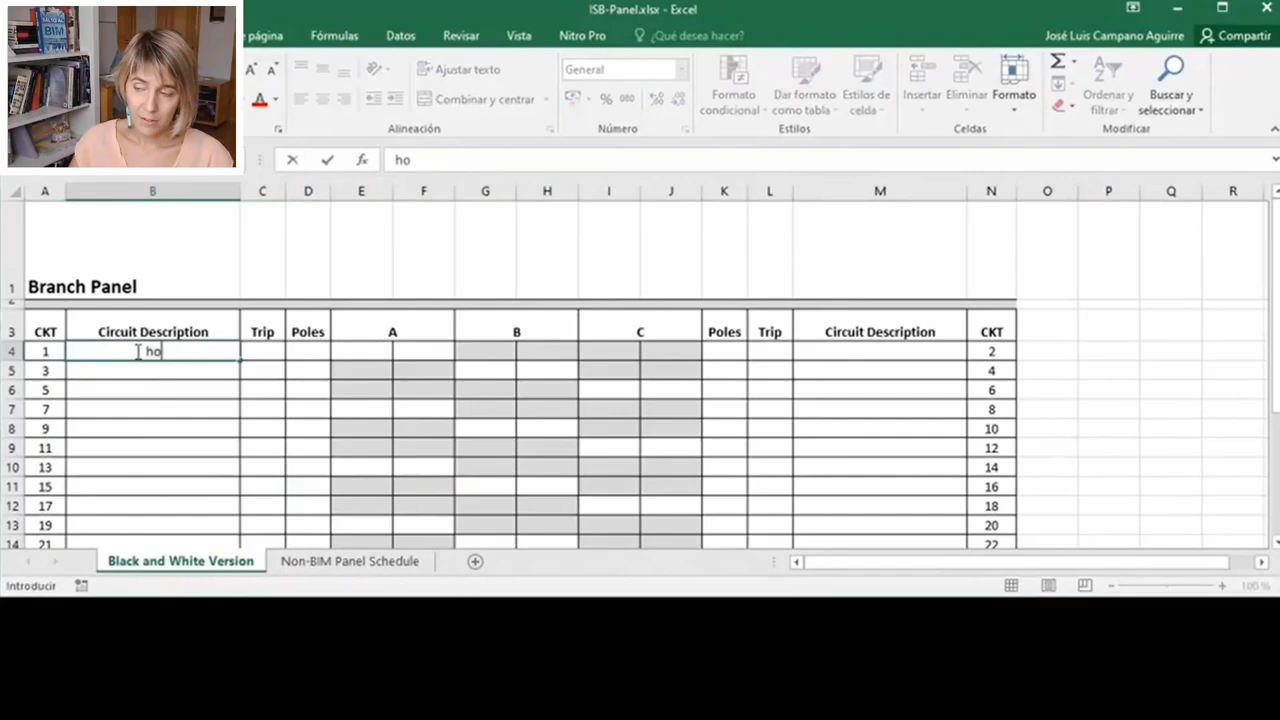 ISB-Panel.xlsx - Excel
página Fórmulas Datos Revisar Vista Nitro Pro ¿Qué desea hacer? José Luis Campano Aguirre Compartir
A A Ajustar texto General Σ
A Combinar y centrar % 000 Formato condicional Dar formato como tabla Estilos de celda Insertar Eliminar Formato Ordenar y filtrar Buscar y seleccionar
Alineación Número Estilos Celdas Modificar
fx ho
A B C D E F G H I J K L M N O P Q R
1 Branch Panel
2
3 CKT Circuit Description Trip Poles A B C Poles Trip Circuit Description CKT
4 1 ho 2
5 3 4
6 5 6
7 7 8
8 9 10
9 11 12
10 13 14
11 15 16
12 17 18
13 19 20
14 21 22
Black and White Version Non-BIM Panel Schedule
Introducir 100 %